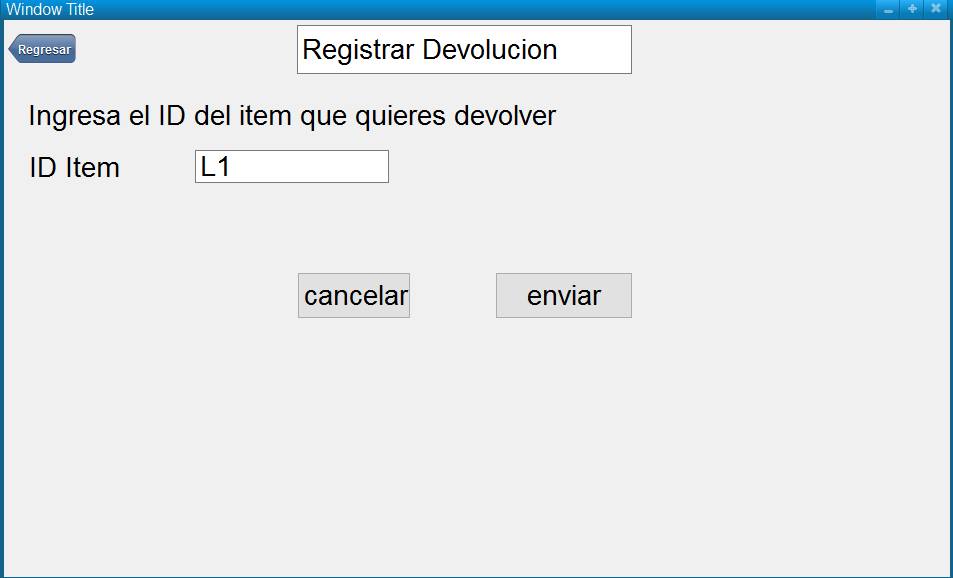 Window Title
Regresar
Registrar Devolucion
Ingresa el ID del item que quieres devolver
ID Item L1
cancelar enviar